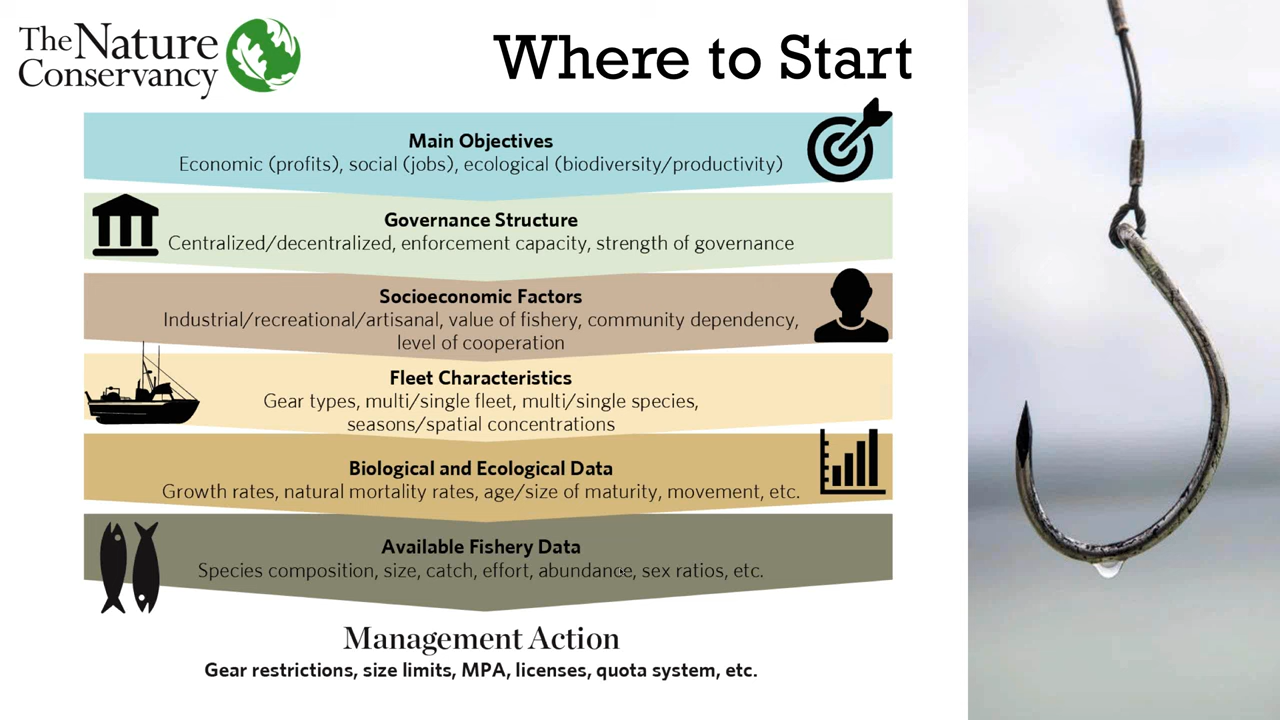 The Nature
Conservancy
Where to Start
Main Objectives
Economic (profits), social (jobs), ecological (biodiversity/productivity)
Governance Structure
Centralized/decentralized, enforcement capacity, strength of governance
Socioeconomic Factors
Industrial/recreational/artisanal, value of fishery, community dependency,
level of cooperation
Fleet Characteristics
Gear types, multi/single fleet, multi/single species,
seasons/spatial concentrations
Biological and Ecological Data
Growth rates, natural mortality rates, age/size of maturity, movement, etc.
Available Fishery Data
Species composition, size, catch, effort, abundance, sex ratios, etc.
Management Action
Gear restrictions, size limits, MPA, licenses, quota system, etc.